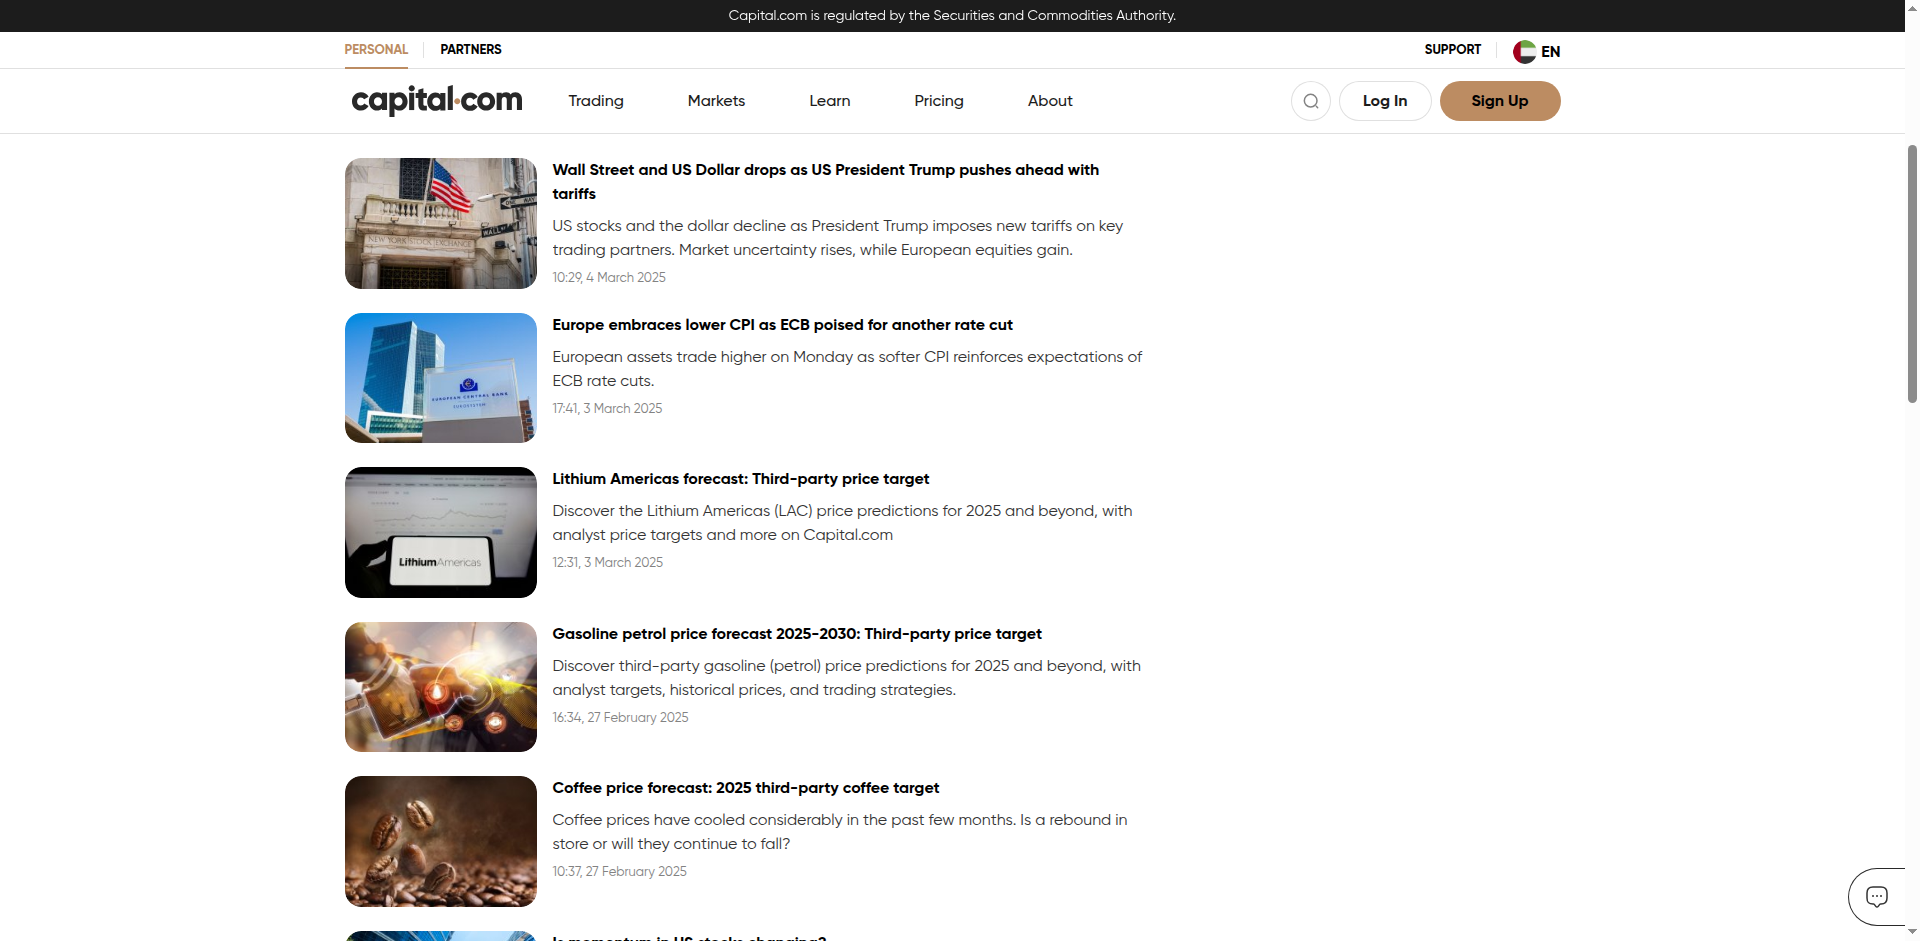 Capital.com is regulated by the Securities and Commodities Authority.
PERSONAL
PARTNERS
SUPPORT
EN
capital.com
Trading
Markets
Learn
Pricing
About
Log In
Sign Up
NEW YORK STOCK EXCHANGE
WALL ST
ONE WAY
Wall Street and US Dollar drops as US President Trump pushes ahead with
tariffs
US stocks and the dollar decline as President Trump imposes new tariffs on key
trading partners. Market uncertainty rises, while European equities gain.
10:29, 4 March 2025
EUROPEAN CENTRAL BANK
EUROSYSTEM
Europe embraces lower CPI as ECB poised for another rate cut
European assets trade higher on Monday as softer CPI reinforces expectations of
ECB rate cuts.
17:41, 3 March 2025
LithiumAmericas
Lithium Americas forecast: Third-party price target
Discover the Lithium Americas (LAC) price predictions for 2025 and beyond, with
analyst price targets and more on Capital.com
12:31, 3 March 2025
Gasoline petrol price forecast 2025-2030: Third-party price target
Discover third-party gasoline (petrol) price predictions for 2025 and beyond, with
analyst targets, historical prices, and trading strategies.
16:34, 27 February 2025
Coffee price forecast: 2025 third-party coffee target
Coffee prices have cooled considerably in the past few months. Is a rebound in
store or will they continue to fall?
10:37, 27 February 2025
Is momentum in US stocks changing?